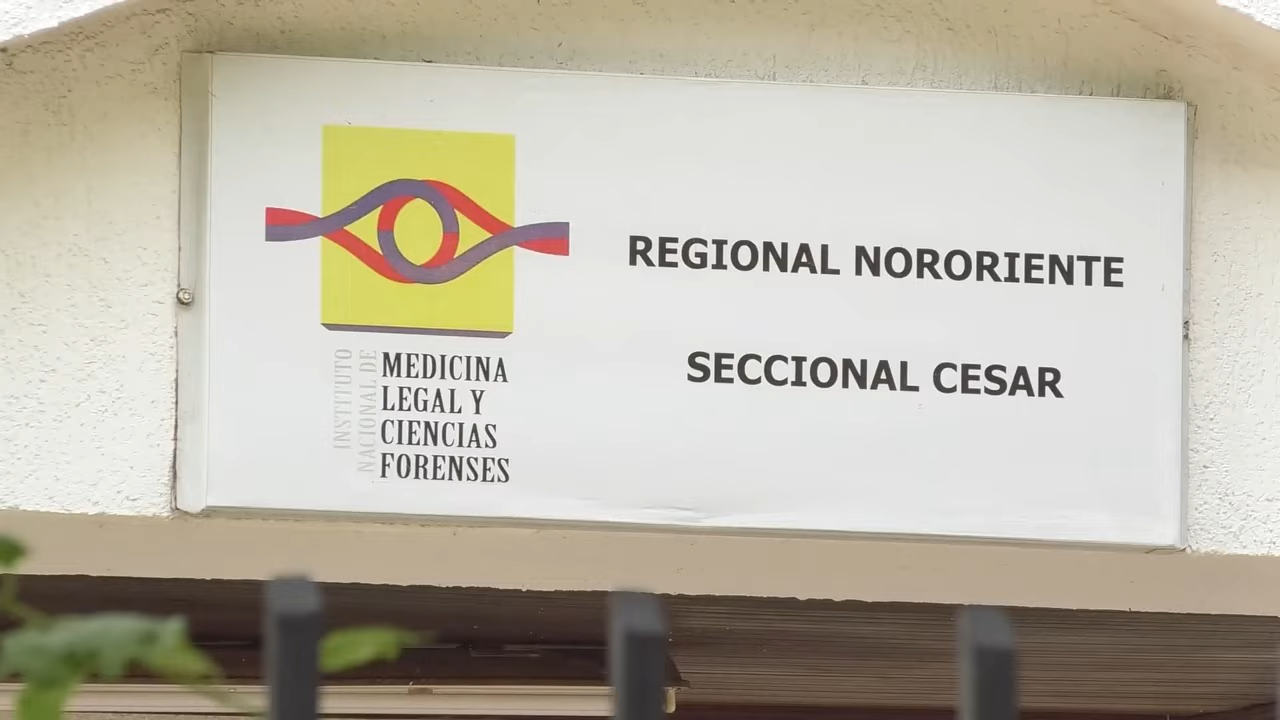 INSTITUTO
NACIONAL DE
MEDICINA
LEGAL Y
CIENCIAS
FORENSES
REGIONAL NORORIENTE
SECCIONAL CESAR